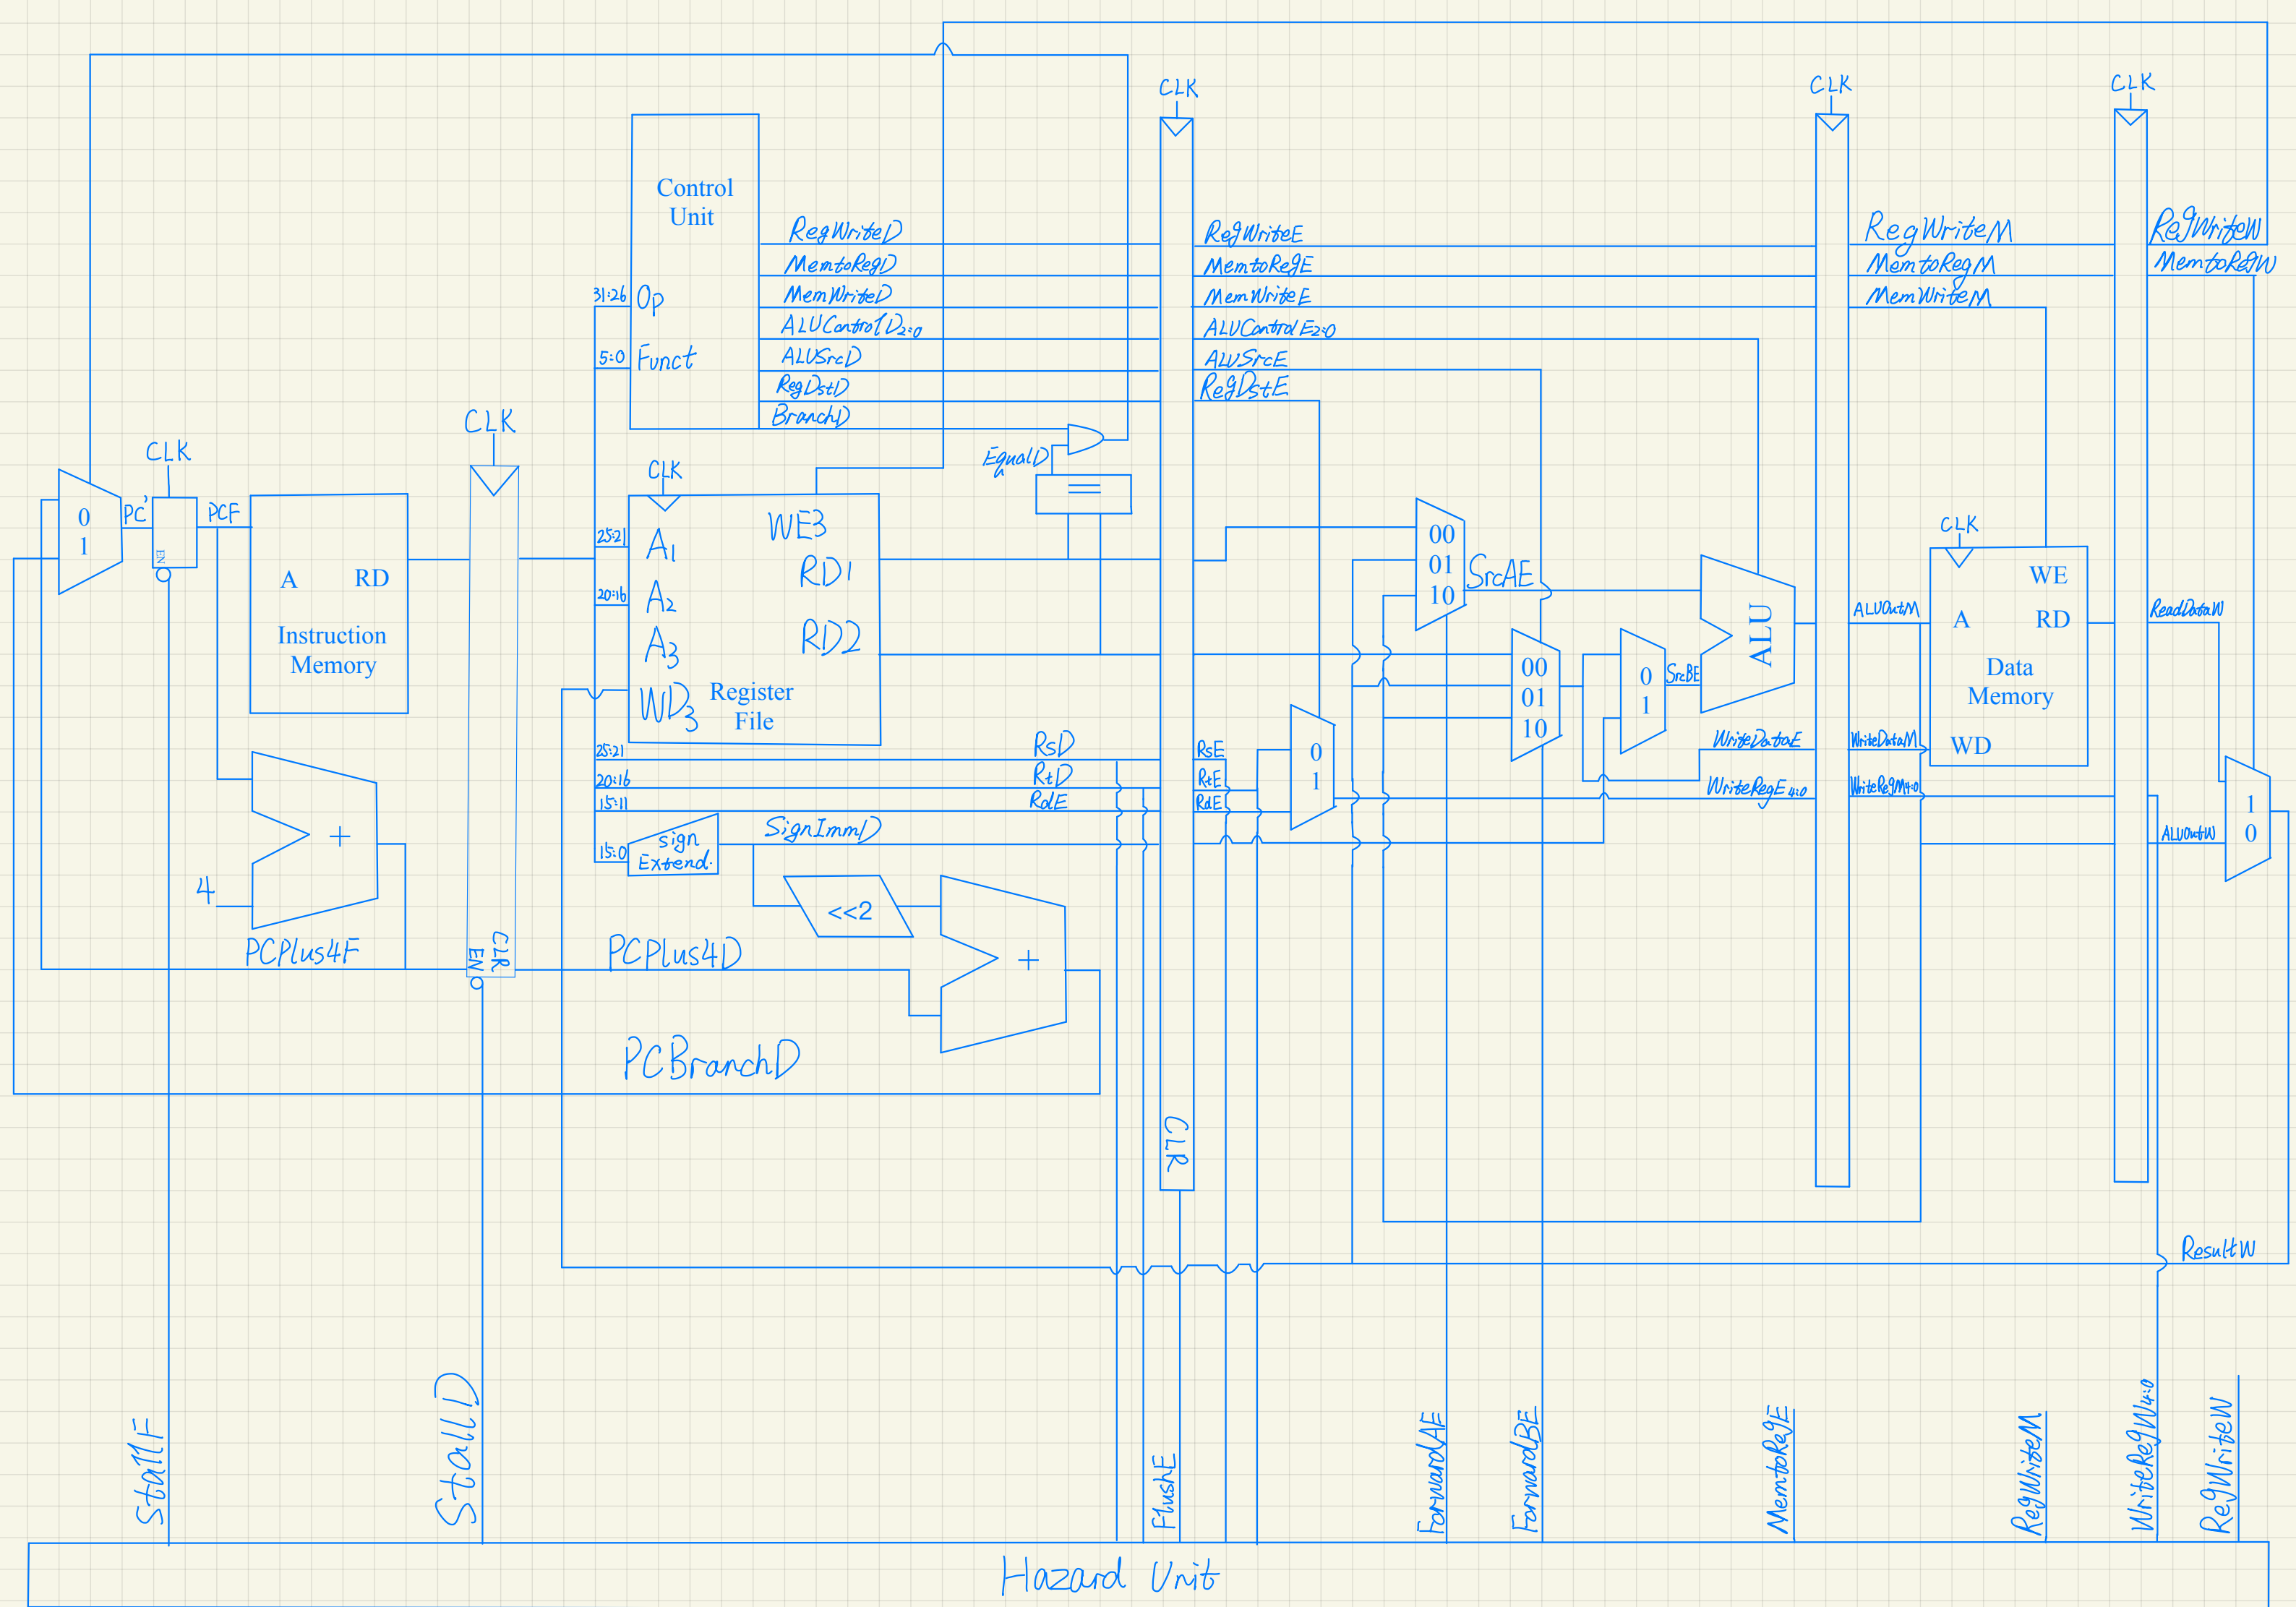 CLK
CLK
CLK
Control
Unit
RegWriteD
MemtoRegD
MemWriteD
ALUControlD2:0
ALUSrcD
RegDstD
BranchD
31:26
Op
5:0
Funct
RegWriteE
MemtoRegE
MemWriteE
ALUControlE2:0
ALUSrcE
RegDstE
RegWriteM
MemtoRegM
MemWriteM
RegWriteW
MemtoRegW
CLK
CLK
0
1
PC'
EN
PCF
A RD
Instruction
Memory
CLK
EqualD
=
25:21
A1
WE3
RD1
20:16
A2
A3
RD2
WD3
Register
File
00
01
10
SrcAE
00
01
10
0
1
SrcBE
ALU
CLK
ALUOutM
WE
A RD
Data
Memory
WD
ReadDataW
25:21
RsD
20:16
RtD
15:11
RdE
RsE
RtE
RdE
0
1
WriteDataE
WriteRegE4:0
WriteDataM
WriteRegM4:0
ALUOutW
1
0
15:0
sign
Extend.
SignImmD
<<2
+
4
+
PCPlus4F
EN
CLR
PCPlus4D
PCBranchD
CLR
ResultW
StallF
StallD
FlushE
ForwardAE
ForwardBE
MemtoRegE
RegWriteM
WriteRegW4:0
RegWriteW
Hazard Unit